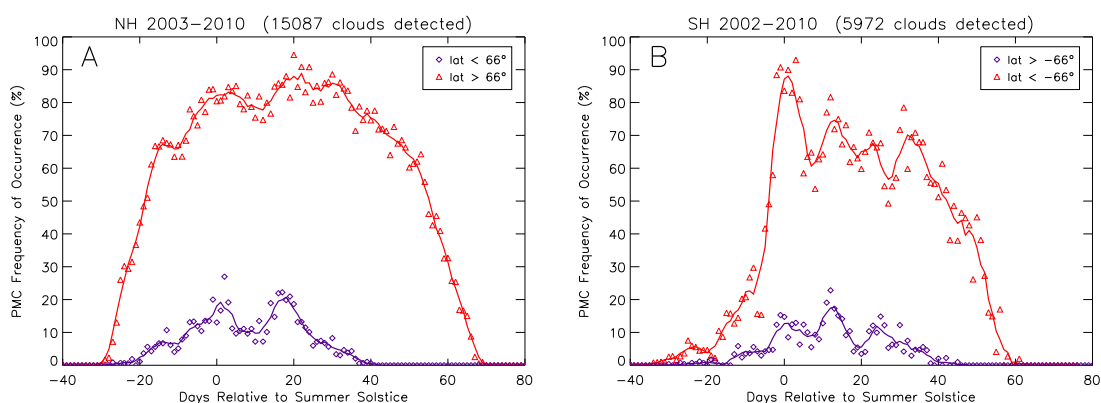 NH 2003−2010 (15087 clouds detected)
A
lat < 66°
lat > 66°
PMC Frequency of Occurrence (%)
100
90
80
70
60
50
40
30
20
10
0
−40 −20 0 20 40 60 80
Days Relative to Summer Solstice
SH 2002−2010 (5972 clouds detected)
B
lat > −66°
lat < −66°
PMC Frequency of Occurrence (%)
100
90
80
70
60
50
40
30
20
10
0
−40 −20 0 20 40 60 80
Days Relative to Summer Solstice